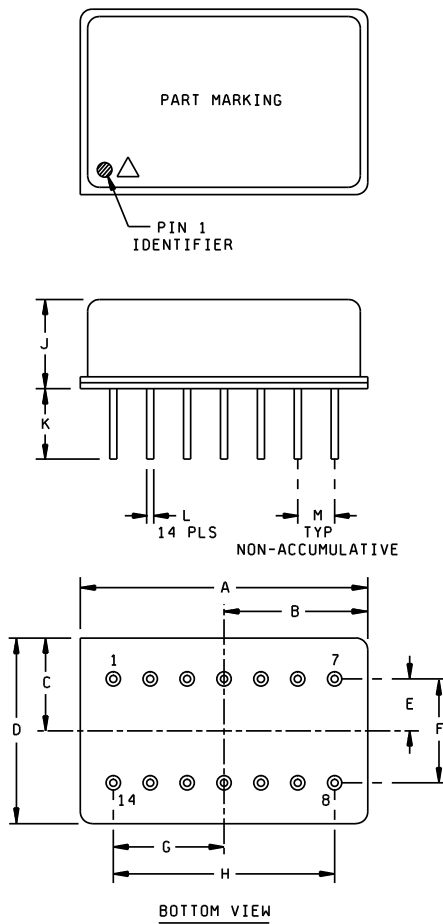 PART MARKING
PIN 1
IDENTIFIER
J
K
L
14 PLS
M
TYP
NON-ACCUMULATIVE
A
B
C
D
1
7
E
F
14
8
G
H
BOTTOM VIEW